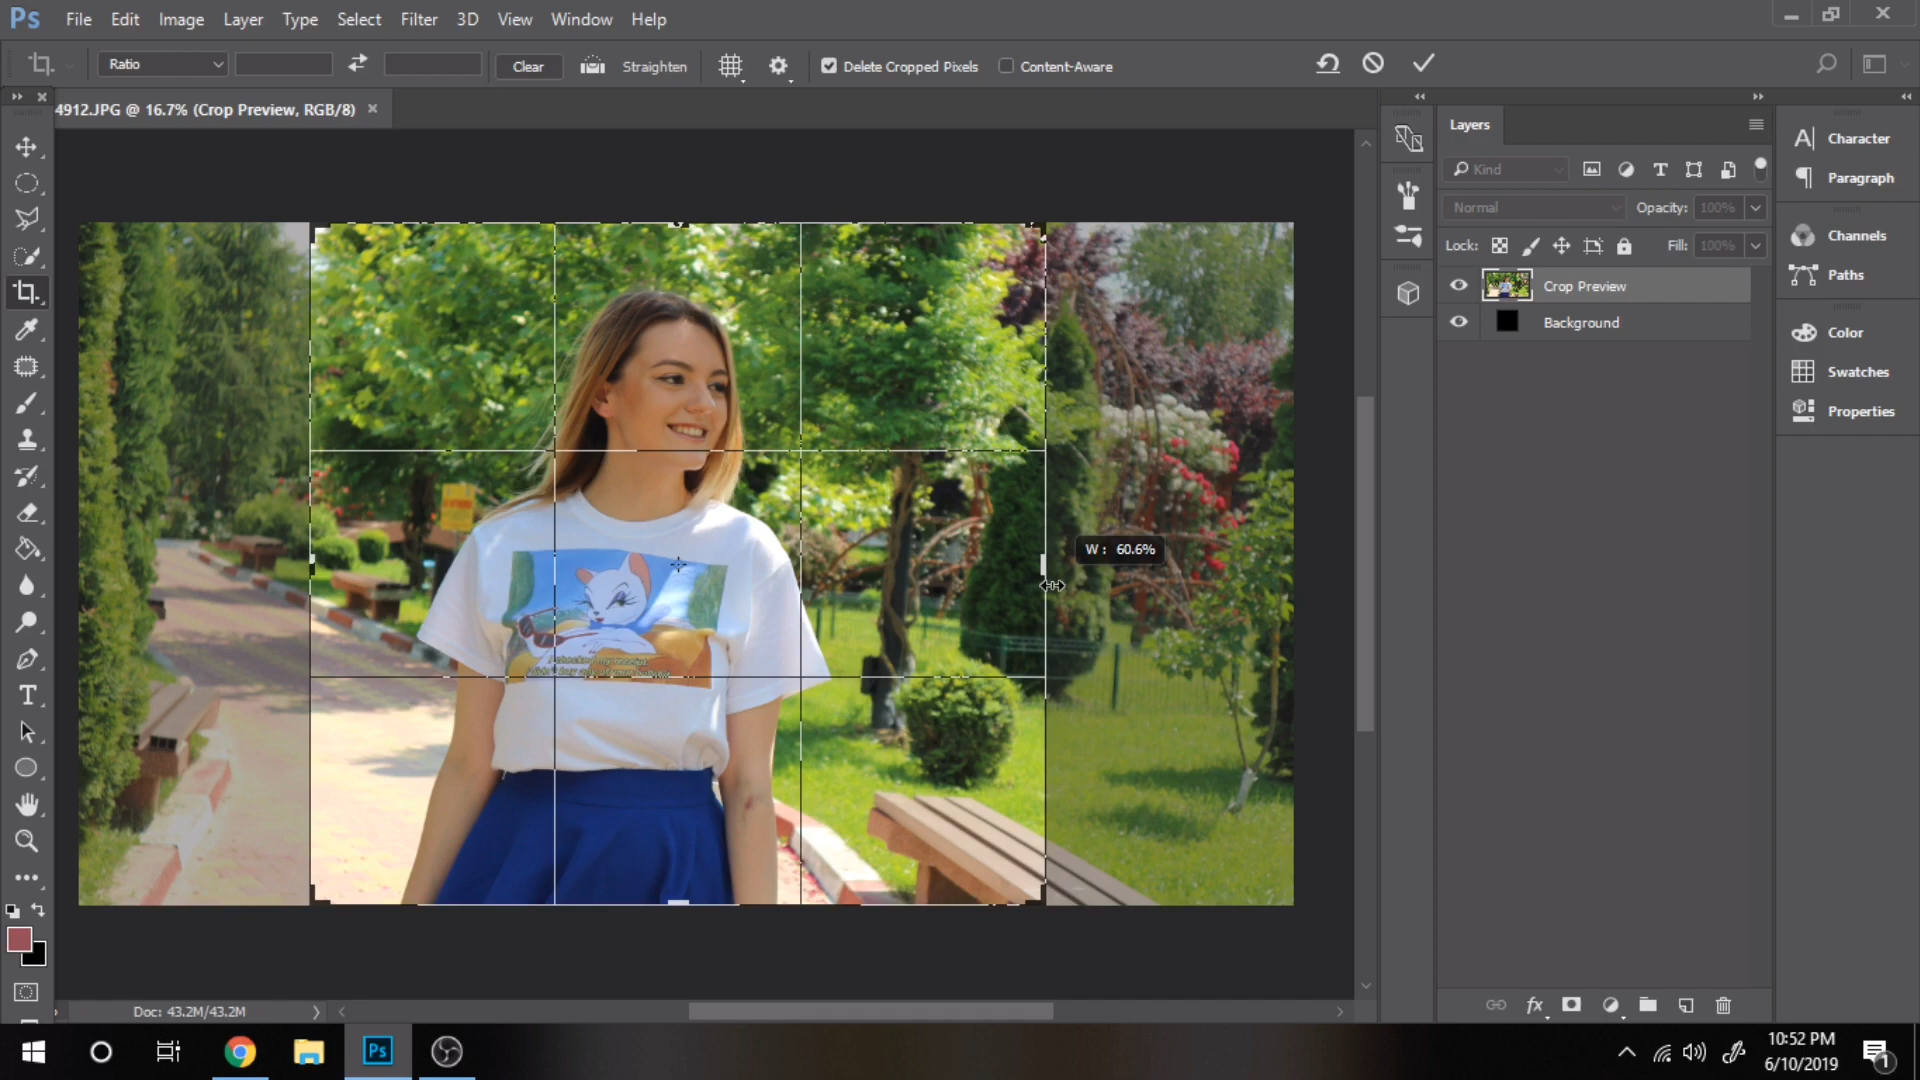 Ps File Edit Image Layer Type Select Filter 3D View Window Help
Ratio Clear Straighten Delete Cropped Pixels Content-Aware
4912.JPG @ 16.7% (Crop Preview, RGB/8)
Layers
Kind
Normal Opacity: 100%
Lock: Fill: 100%
Crop Preview
Background
Character
Paragraph
Channels
Paths
Color
Swatches
Properties
W: 60.6%
Doc: 43.2M/43.2M
fx
Ps
10:52 PM
6/10/2019
1